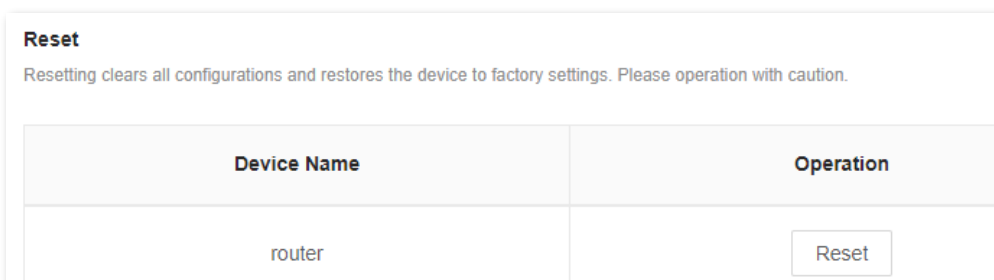 Reset
Resetting clears all configurations and restores the device to factory settings. Please operation with caution.
Device Name Operation
router Reset